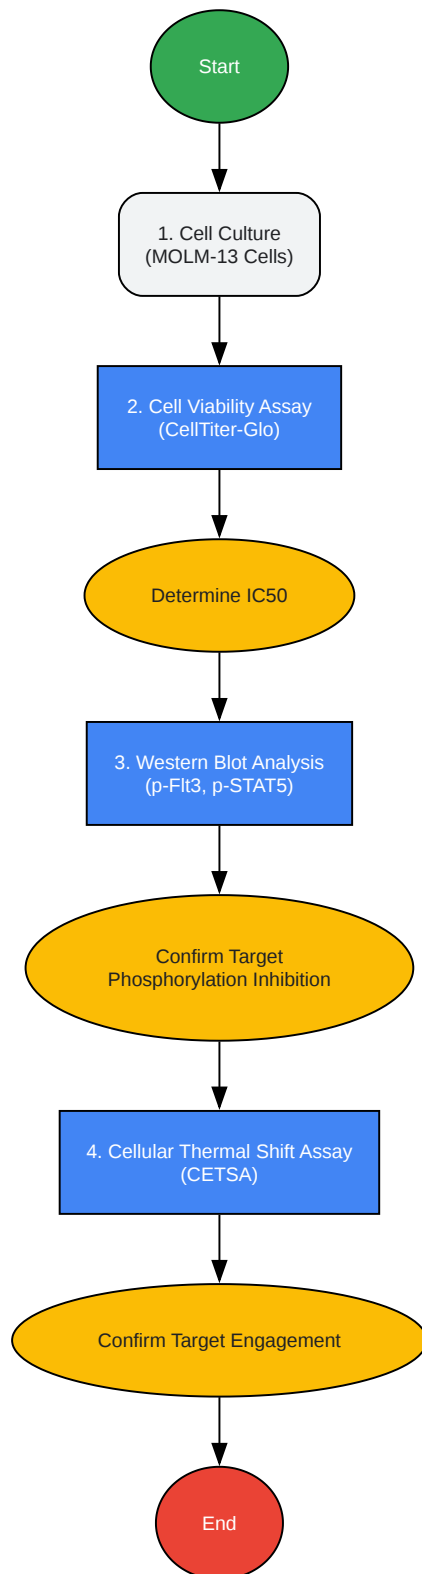 Start
1. Cell Culture
(MOLM-13 Cells)
2. Cell Viability Assay
(CellTiter-Glo)
Determine IC50
3. Western Blot Analysis
(p-Flt3, p-STAT5)
Confirm Target
Phosphorylation Inhibition
4. Cellular Thermal Shift Assay
(CETSA)
Confirm Target Engagement
End